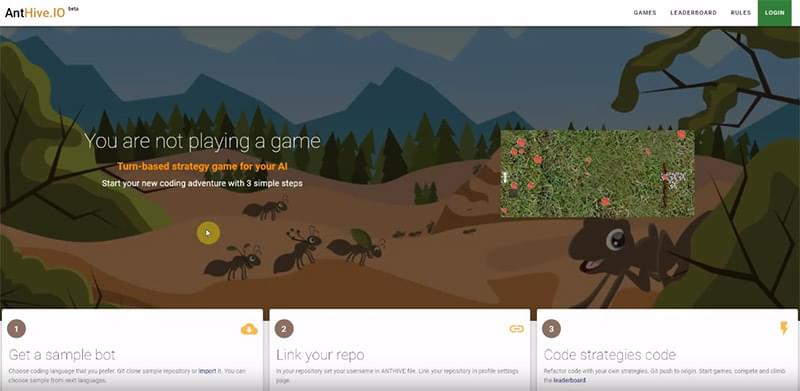 AntHive.IO beta
GAMES LEADERBOARD RULES LOGIN
You are not playing a game
Turn-based strategy game for your AI
Start your new coding adventure with 3 simple steps
1
Get a sample bot
Choose coding language that you prefer. Git clone sample repository or import it. You can
choose sample from next languages.
2
Link your repo
In your repository set your username in ANTHIVE file. Link your repository in profile settings
page.
3
Code strategies code
Refactor code with your own strategies. Git push to origin. Start games, compete and climb
the leaderboard.